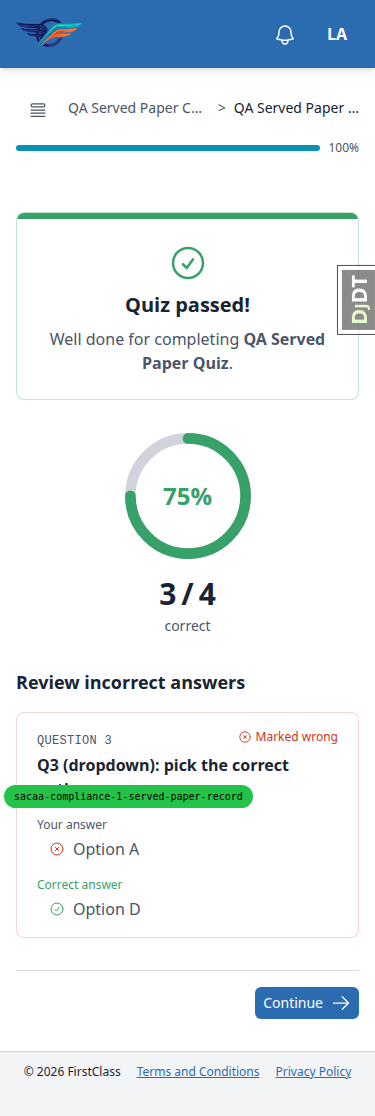 LA
QA Served Paper C... > QA Served Paper ...
100%
DJDT
Quiz passed!
Well done for completing QA Served
Paper Quiz.
75%
3 / 4
correct
Review incorrect answers
QUESTION 3
Marked wrong
Q3 (dropdown): pick the correct
sacaa-compliance-1-served-paper-record
Your answer
Option A
Correct answer
Option D
Continue
© 2026 FirstClass Terms and Conditions Privacy Policy